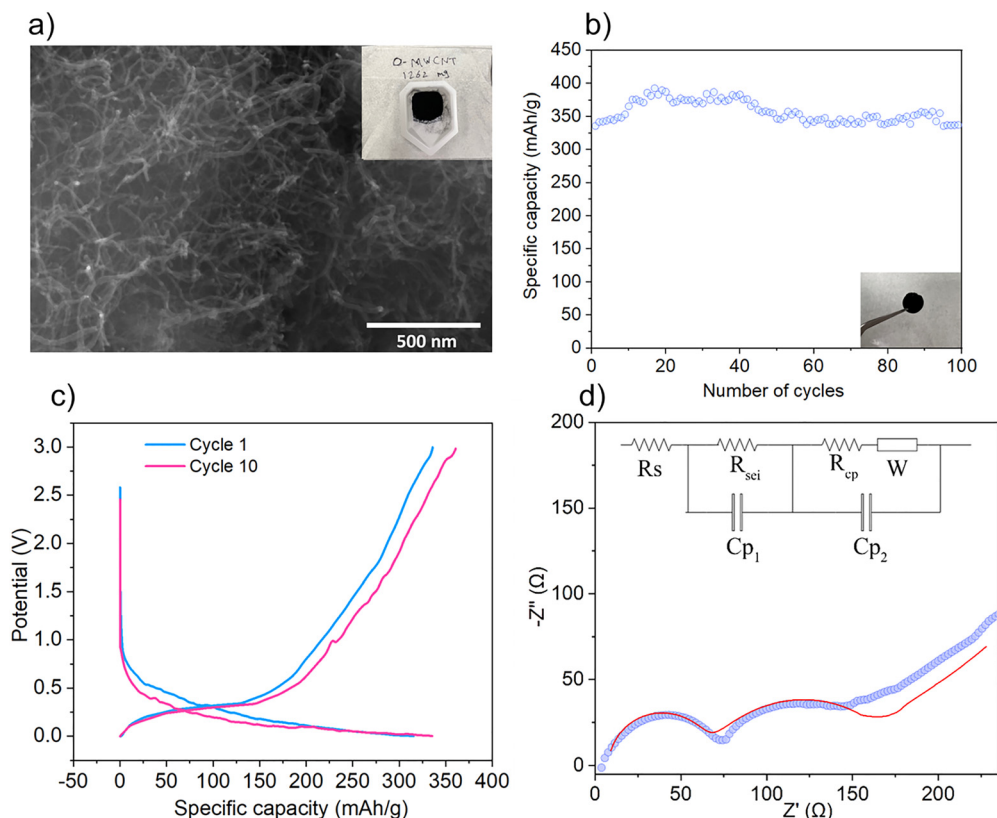 a)
O-MWCNT
1262 mg
500 nm
b)
Specific capacity (mAh/g)
450
400
350
300
250
200
150
100
50
0
0 20 40 60 80 100
Number of cycles
c)
Cycle 1
Cycle 10
Potential (V)
3.0
2.5
2.0
1.5
1.0
0.5
0.0
-50 0 50 100 150 200 250 300 350 400
Specific capacity (mAh/g)
d)
-Z'' (Ω)
200
150
100
50
0
Rs
R_sei
R_cp
W
Cp₁
Cp₂
0 50 100 150 200
Z' (Ω)